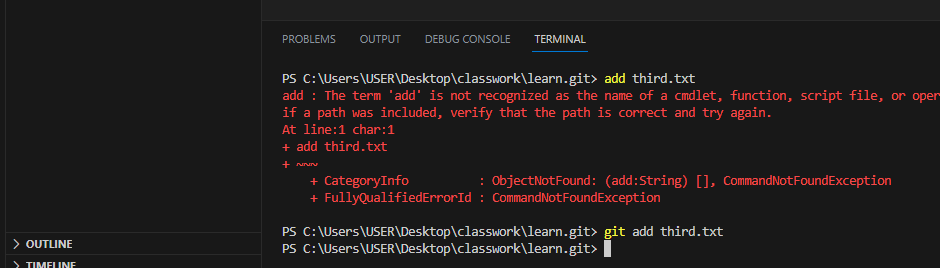 PROBLEMS OUTPUT DEBUG CONSOLE TERMINAL
PS C:\Users\USER\Desktop\classwork\learn.git> add third.txt
add : The term 'add' is not recognized as the name of a cmdlet, function, script file, or oper
if a path was included, verify that the path is correct and try again.
At line:1 char:1
+ add third.txt
+ ~~~
    + CategoryInfo          : ObjectNotFound: (add:String) [], CommandNotFoundException
    + FullyQualifiedErrorId : CommandNotFoundException
PS C:\Users\USER\Desktop\classwork\learn.git> git add third.txt
PS C:\Users\USER\Desktop\classwork\learn.git>
OUTLINE
TIMELINE